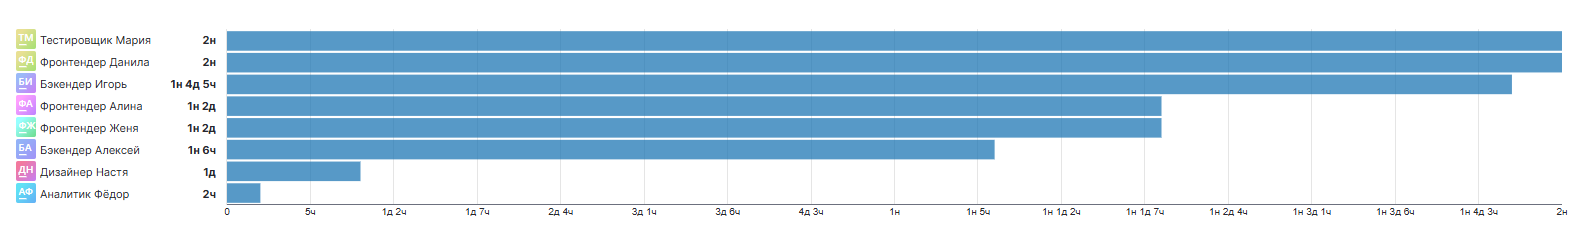 ТМ Тестировщик Мария 2н
ФД Фронтендер Данила 2н
БИ Бэкендер Игорь 1н 4д 5ч
ФА Фронтендер Алина 1н 2д
ФЖ Фронтендер Женя 1н 2д
БА Бэкендер Алексей 1н 6ч
ДН Дизайнер Настя 1д
АФ Аналитик Фёдор 2ч
0 5ч 1д 2ч 1д 7ч 2д 4ч 3д 1ч 3д 6ч 4д 3ч 1н 1н 5ч 1н 1д 2ч 1н 1д 7ч 1н 2д 4ч 1н 3д 1ч 1н 3д 6ч 1н 4д 3ч 2н